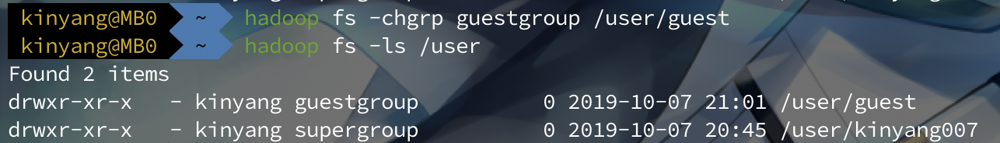 kinyang@MB0 ~ hadoop fs -chgrp guestgroup /user/guest
kinyang@MB0 ~ hadoop fs -ls /user
Found 2 items
drwxr-xr-x   - kinyang guestgroup          0 2019-10-07 21:01 /user/guest
drwxr-xr-x   - kinyang supergroup          0 2019-10-07 20:45 /user/kinyang007